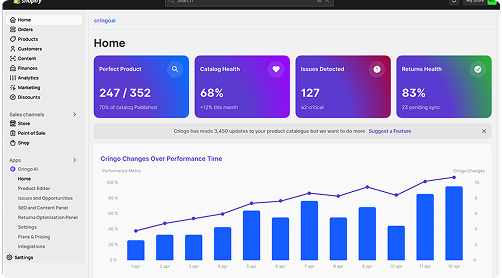 shopify
Search
My Store
Home
Orders
Products
Customers
Content
Finances
Analytics
Marketing
Discounts
Sales channels
Store
Point of Sale
Shop
Apps
Cringo AI
Home
Product Editor
Issues and Opportunities
SEO and Content Panel
Returns Optimization Panel
Settings
Plans & Pricing
Integrations
Settings
cringoai
Home
Perfect Product
247 / 352
70% of catalog Published
Catalog Health
68%
+12% this month
Issues Detected
127
42 critical
Returns Health
83%
23 pending sync
Cringo has made 3,450 updates to your product catalogue but we want to do more Suggest a Feature
Cringo Changes Over Performance Time
Performance Metric
Cringo Changes
100 %
80 %
60 %
40 %
20 %
0 %
10
8
6
4
2
0
1 apr 2 apr 3 apr 4 apr 5 apr 6 apr 7 apr 8 apr 9 apr 10 apr 11 apr 12 apr